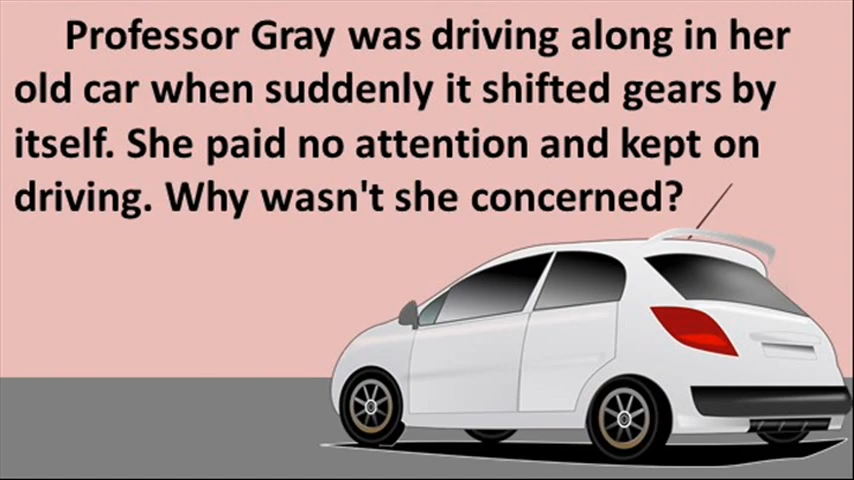 Professor Gray was driving along in her
old car when suddenly it shifted gears by
itself. She paid no attention and kept on
driving. Why wasn't she concerned?